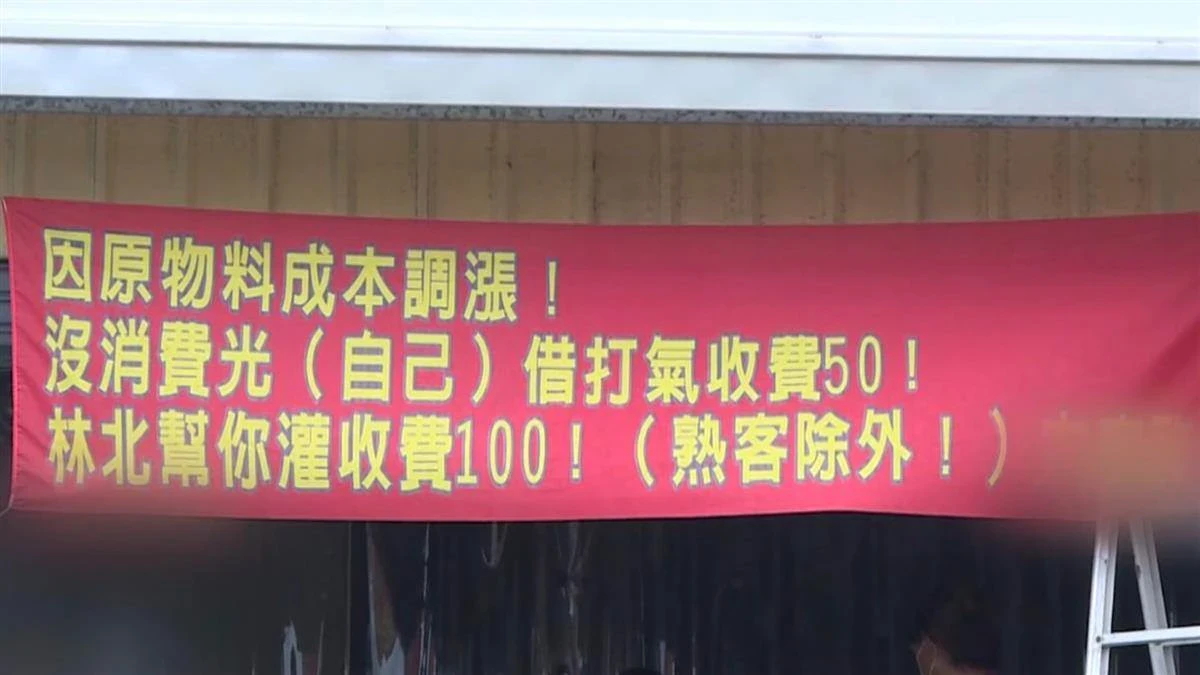 因原物料成本調漲！
沒消費光（自己）借打氣收費50！
林北幫你灌收費100！（熟客除外！）